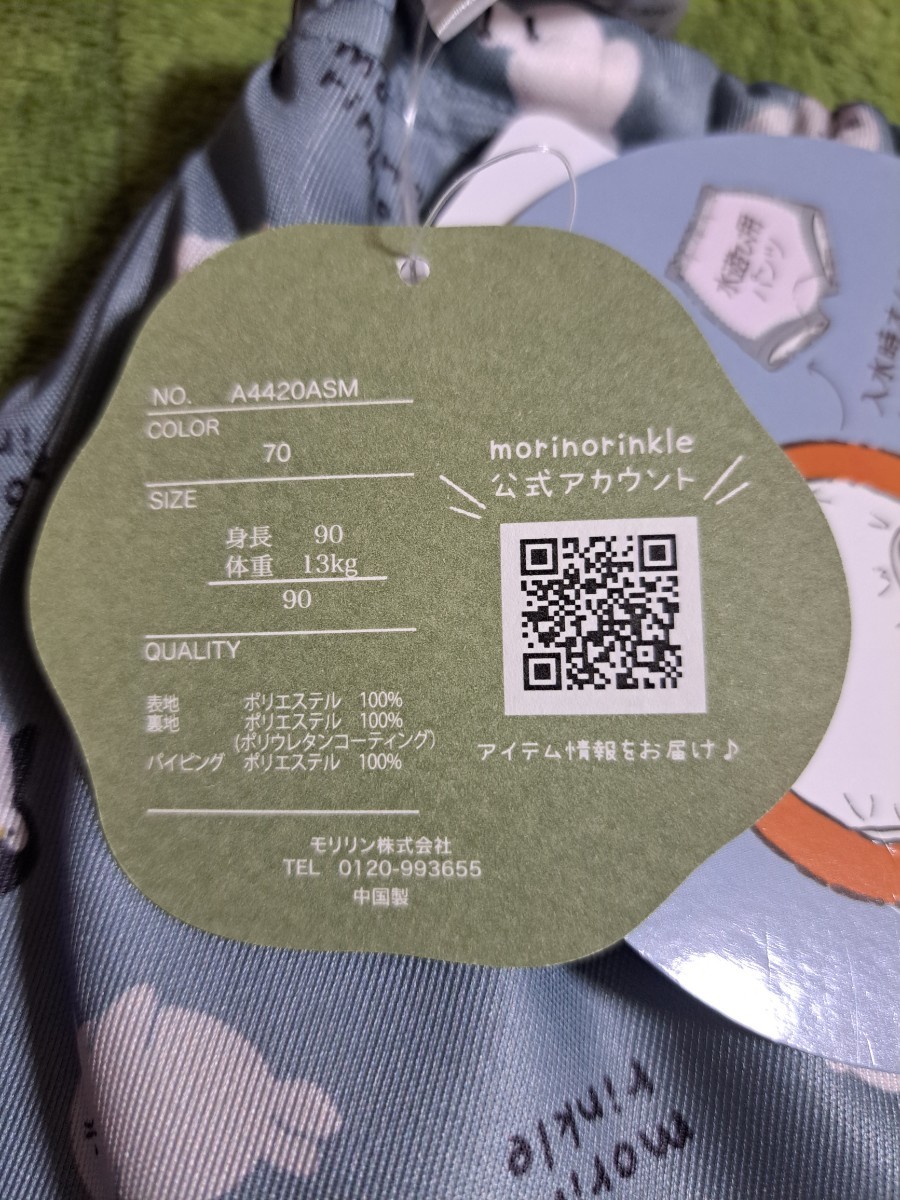 NO. A4420ASM
COLOR
70
SIZE
身長 90
体重 13kg
90
QUALITY
表地 ポリエステル 100%
裏地 ポリエステル 100%
(ポリウレタンコーティング)
パイピング ポリエステル 100%
モリリン株式会社
TEL 0120-993655
中国製
morinorinkle
公式アカウント
アイテム情報をお届け♪
水遊び用
パンツ
mori
rinkle
morin